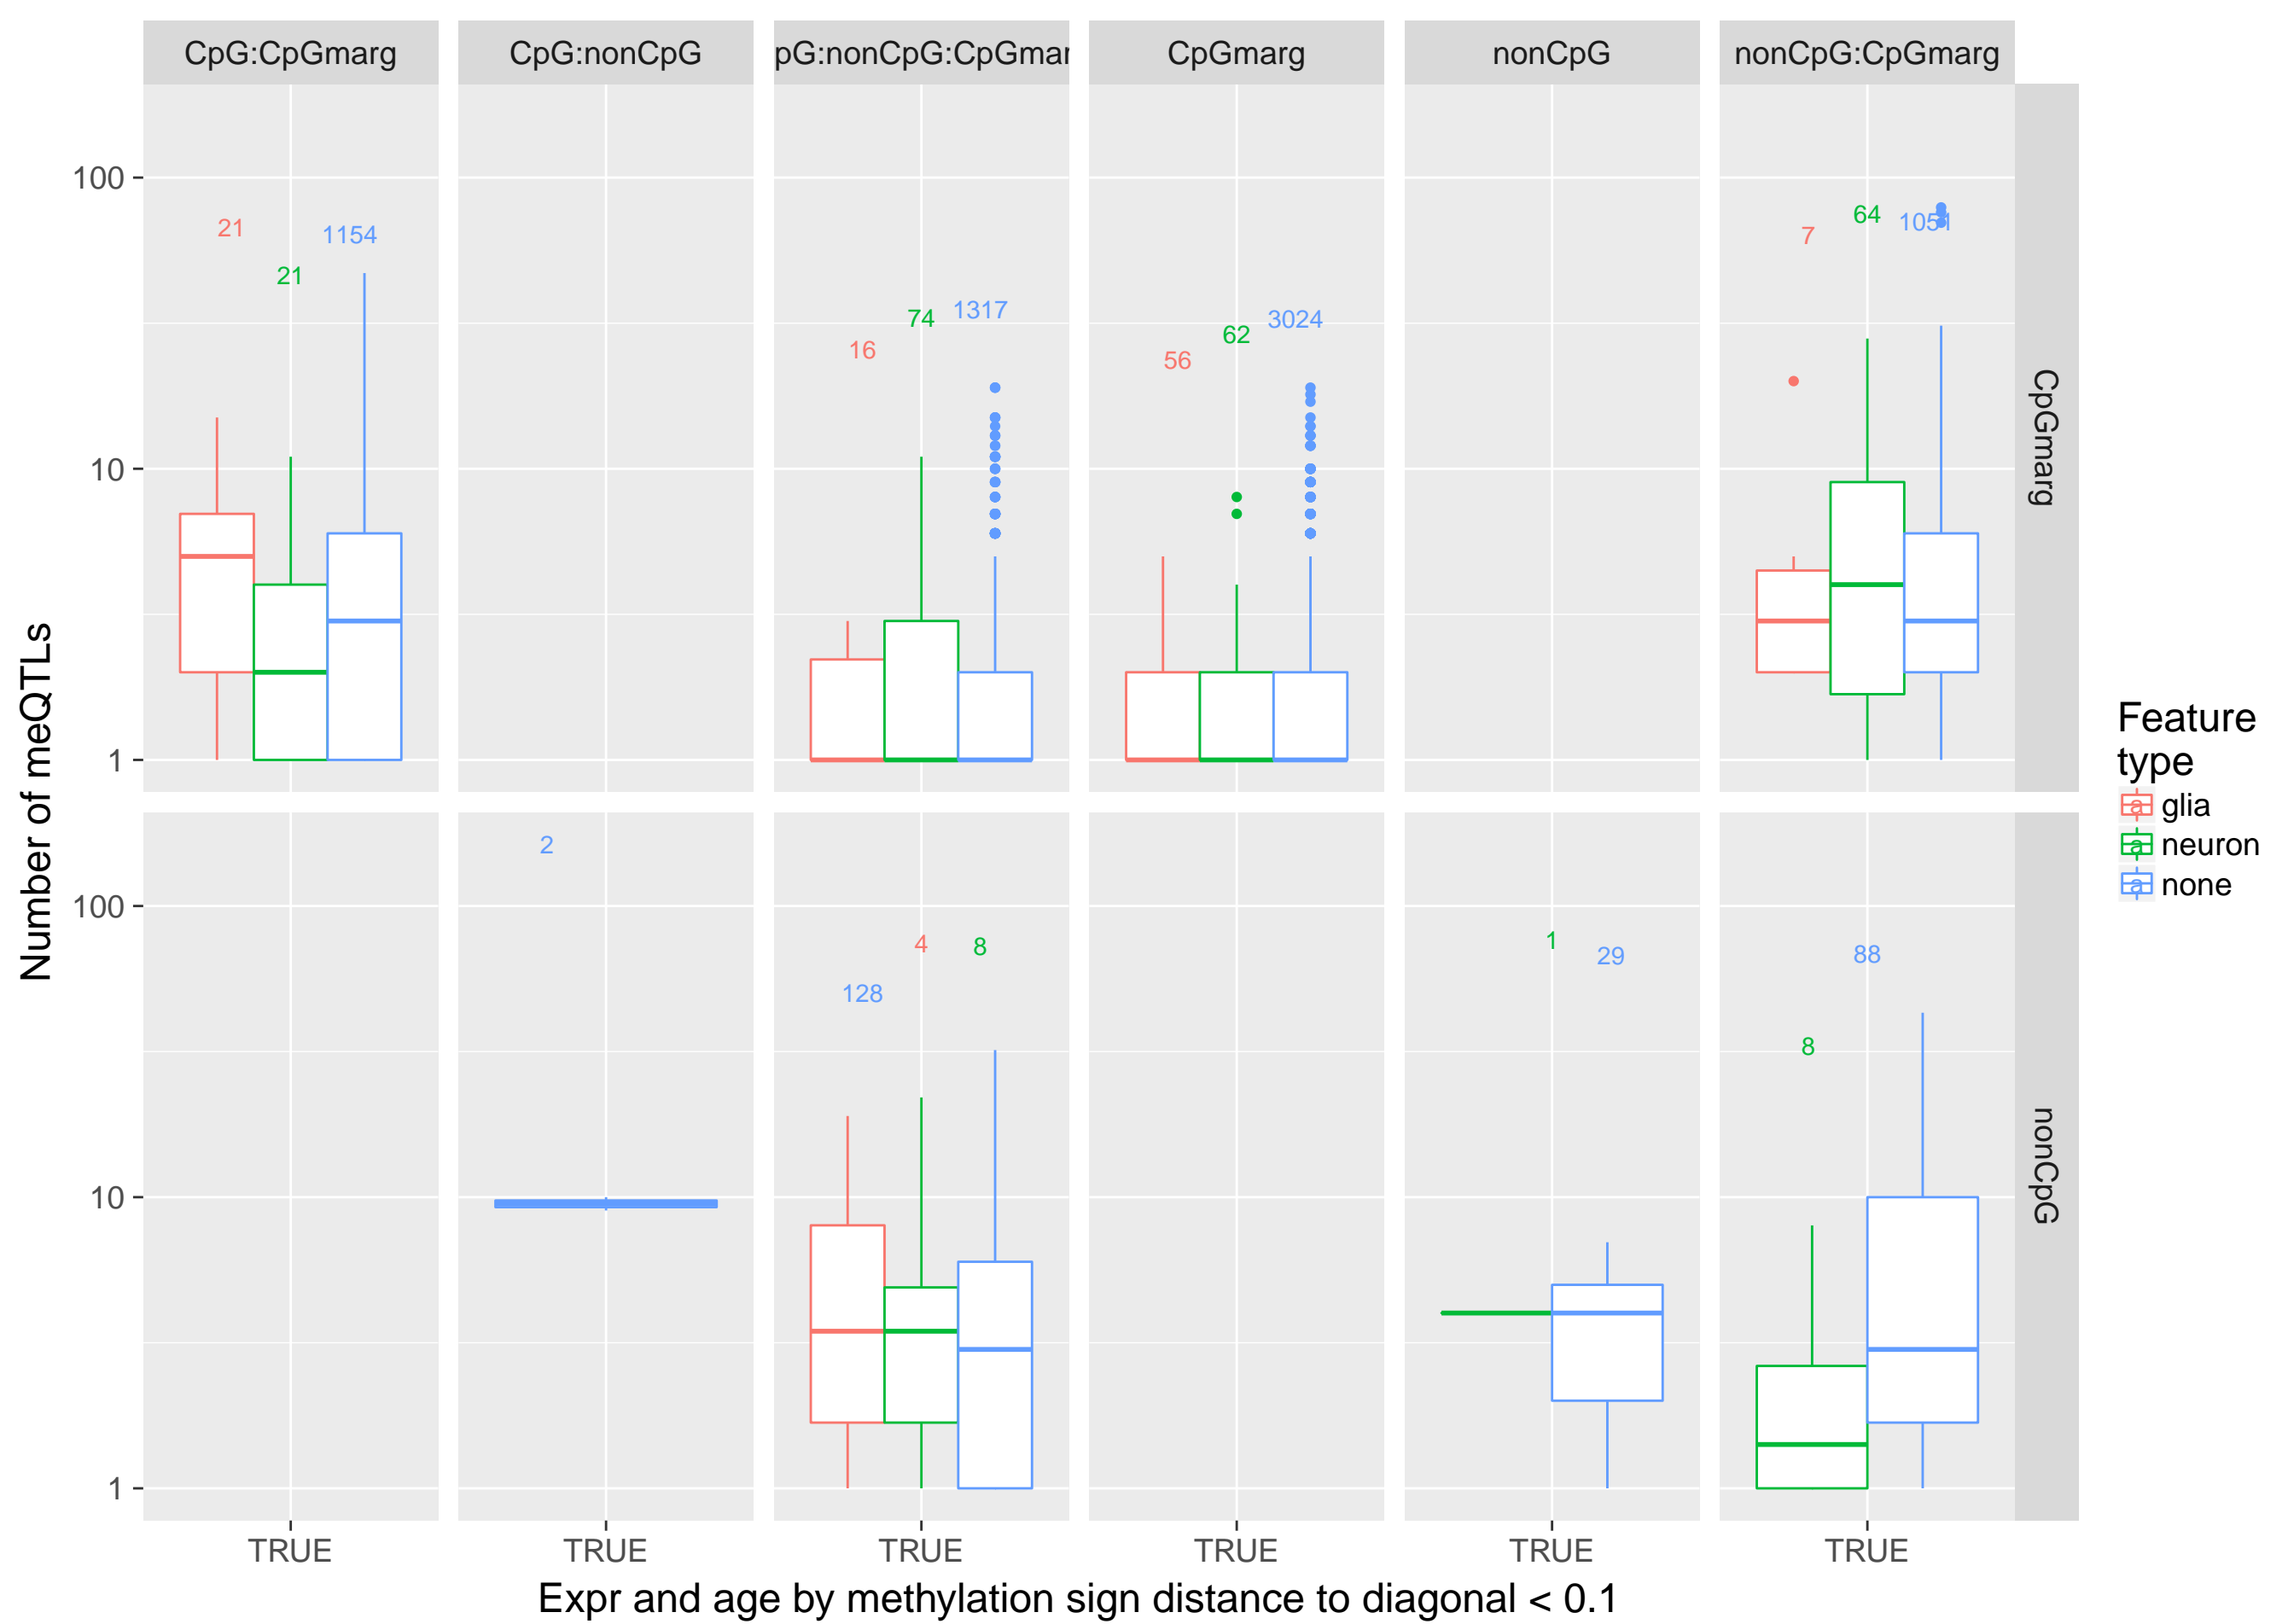 CpG:CpGmarg
CpG:nonCpG
pG:nonCpG:CpGmar
CpGmarg
nonCpG
nonCpG:CpGmarg
100
10
1
21
21
1154
16
74
1317
56
62
3024
7
64
1051
CpGmarg
100
10
1
2
128
4
8
1
29
8
88
nonCpG
Number of meQTLs
TRUE
TRUE
TRUE
TRUE
TRUE
TRUE
Expr and age by methylation sign distance to diagonal < 0.1
Feature
type
a glia
a neuron
a none